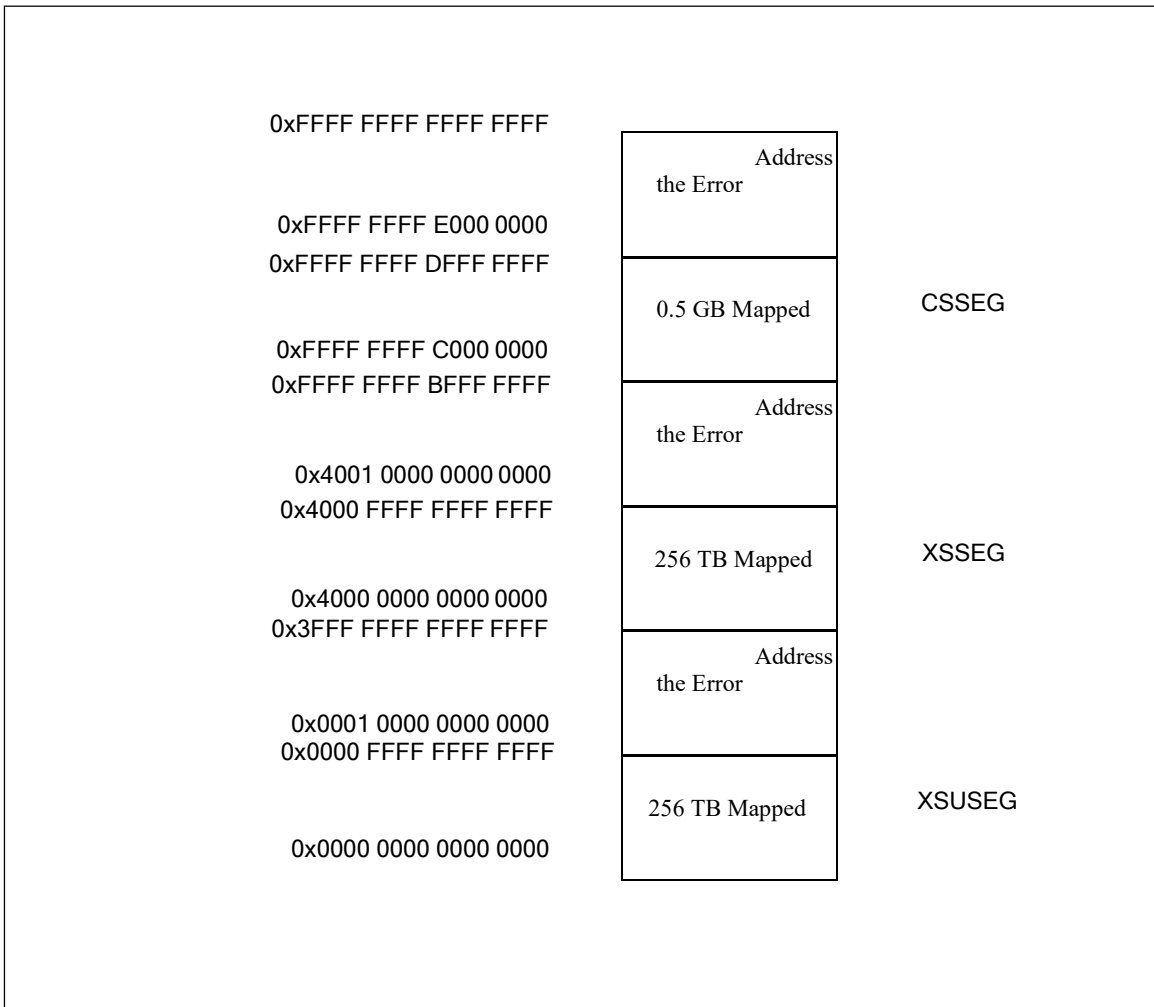 0xFFFF FFFF FFFF FFFF
Address
the Error
0xFFFF FFFF E000 0000
0xFFFF FFFF DFFF FFFF
0.5 GB Mapped
CSSEG
0xFFFF FFFF C000 0000
0xFFFF FFFF BFFF FFFF
Address
the Error
0x4001 0000 0000 0000
0x4000 FFFF FFFF FFFF
256 TB Mapped
XSSEG
0x4000 0000 0000 0000
0x3FFF FFFF FFFF FFFF
Address
the Error
0x0001 0000 0000 0000
0x0000 FFFF FFFF FFFF
256 TB Mapped
XSUSEG
0x0000 0000 0000 0000